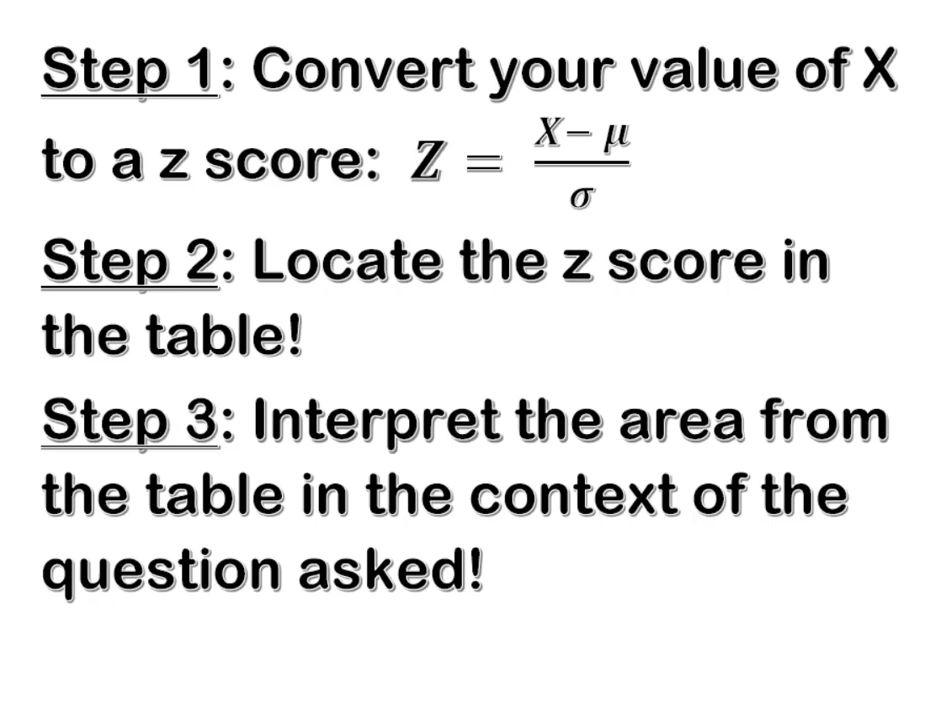 Step 1: Convert your value of X
to a z score: Z = X− μ / σ
Step 2: Locate the z score in
the table!
Step 3: Interpret the area from
the table in the context of the
question asked!